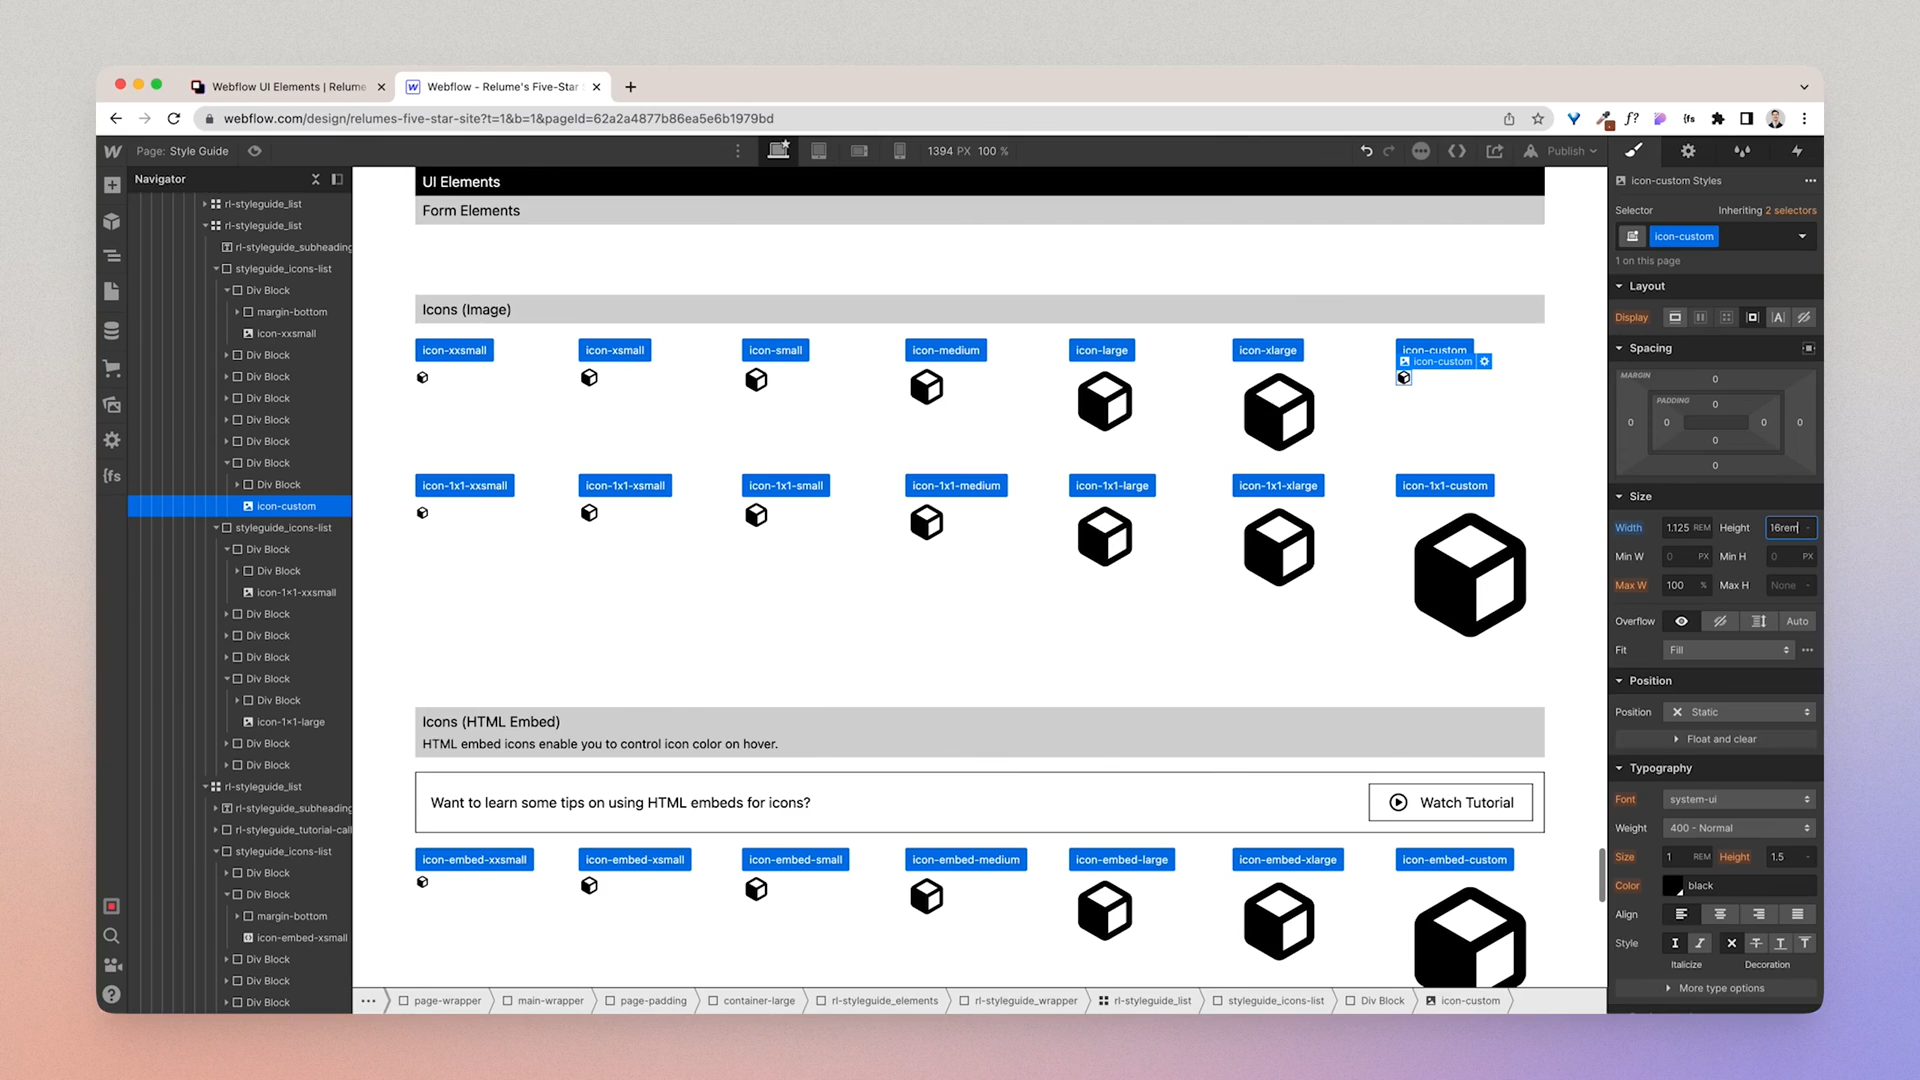 Webflow UI Elements | Relume
Webflow - Relume's Five-Star
webflow.com/design/relumes-five-star-site?t=1&b=1&pageId=62a2a4877b86ea5e6b1979bd
Page: Style Guide
1394 PX 100 %
Publish
Navigator
rl-styleguide_list
rl-styleguide_list
rl-styleguide_subheading
styleguide_icons-list
Div Block
margin-bottom
icon-xxsmall
Div Block
Div Block
Div Block
Div Block
Div Block
Div Block
Div Block
icon-custom
styleguide_icons-list
Div Block
Div Block
icon-1×1-xxsmall
Div Block
Div Block
Div Block
Div Block
Div Block
icon-1×1-large
Div Block
Div Block
rl-styleguide_list
rl-styleguide_subheading
rl-styleguide_tutorial-call
styleguide_icons-list
Div Block
Div Block
margin-bottom
icon-embed-xsmall
Div Block
Div Block
Div Block
UI Elements
Form Elements
Icons (Image)
icon-xxsmall
icon-xsmall
icon-small
icon-medium
icon-large
icon-xlarge
icon-custom
icon-custom
icon-1x1-xxsmall
icon-1x1-xsmall
icon-1x1-small
icon-1x1-medium
icon-1x1-large
icon-1x1-xlarge
icon-1x1-custom
Icons (HTML Embed)
HTML embed icons enable you to control icon color on hover.
Want to learn some tips on using HTML embeds for icons?
Watch Tutorial
icon-embed-xxsmall
icon-embed-xsmall
icon-embed-small
icon-embed-medium
icon-embed-large
icon-embed-xlarge
icon-embed-custom
page-wrapper
main-wrapper
page-padding
container-large
rl-styleguide_elements
rl-styleguide_wrapper
rl-styleguide_list
styleguide_icons-list
Div Block
icon-custom
icon-custom Styles
Selector
Inheriting 2 selectors
icon-custom
1 on this page
Layout
Display
Spacing
MARGIN
0
PADDING
0
0 0 0 0
0
0
Size
Width 1.125 REM Height 16rem -
Min W 0 PX Min H 0 PX
Max W 100 % Max H None -
Overflow Auto
Fit Fill
Position
Position Static
Float and clear
Typography
Font system-ui
Weight 400 - Normal
Size 1 REM Height 1.5 -
Color black
Align
Style
Italicize Decoration
More type options
{fs
{fs
f?